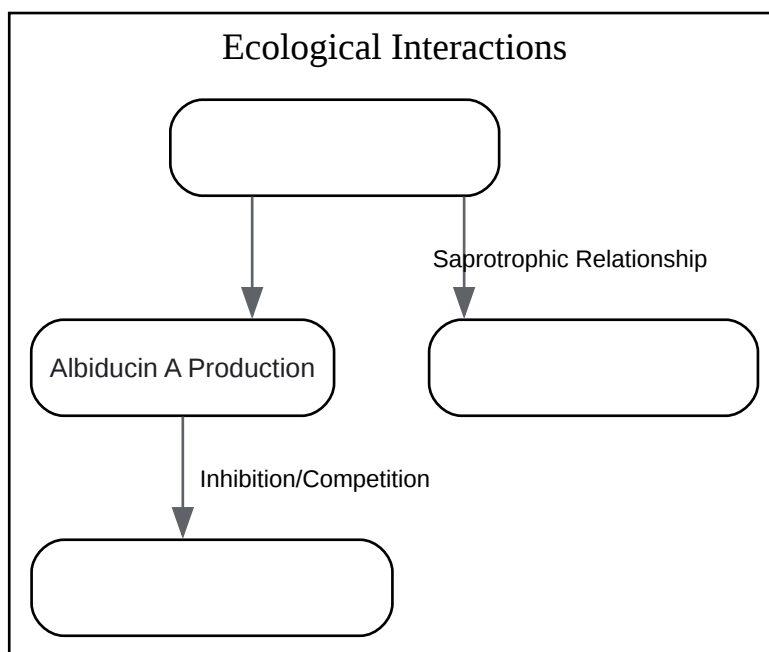 Ecological Interactions
Saprotrophic Relationship
Albiducin A Production
Inhibition/Competition